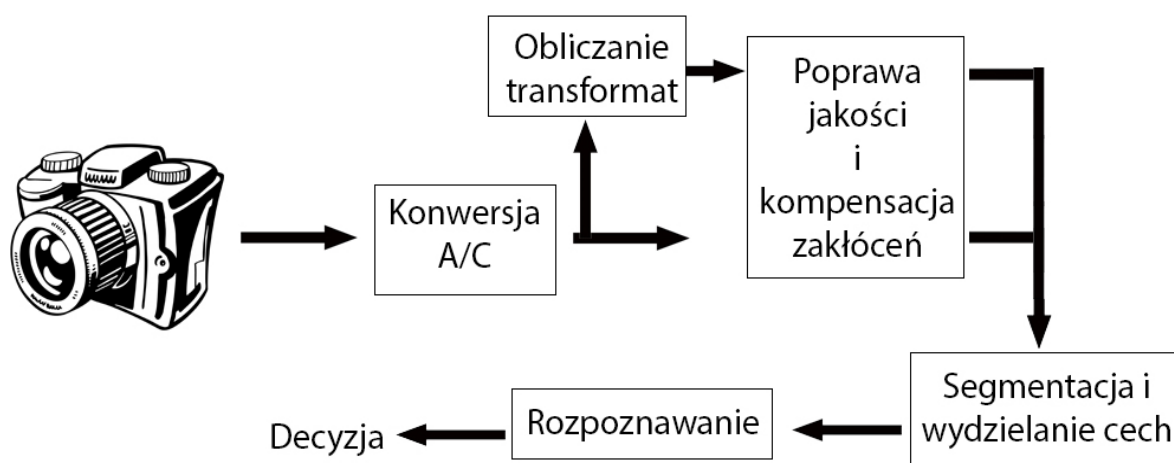 Obliczanie
transformat
Poprawa
jakości
i
kompensacja
zakłóceń
Konwersja
A/C
Segmentacja i
wydzielanie cech
Rozpoznawanie
Decyzja